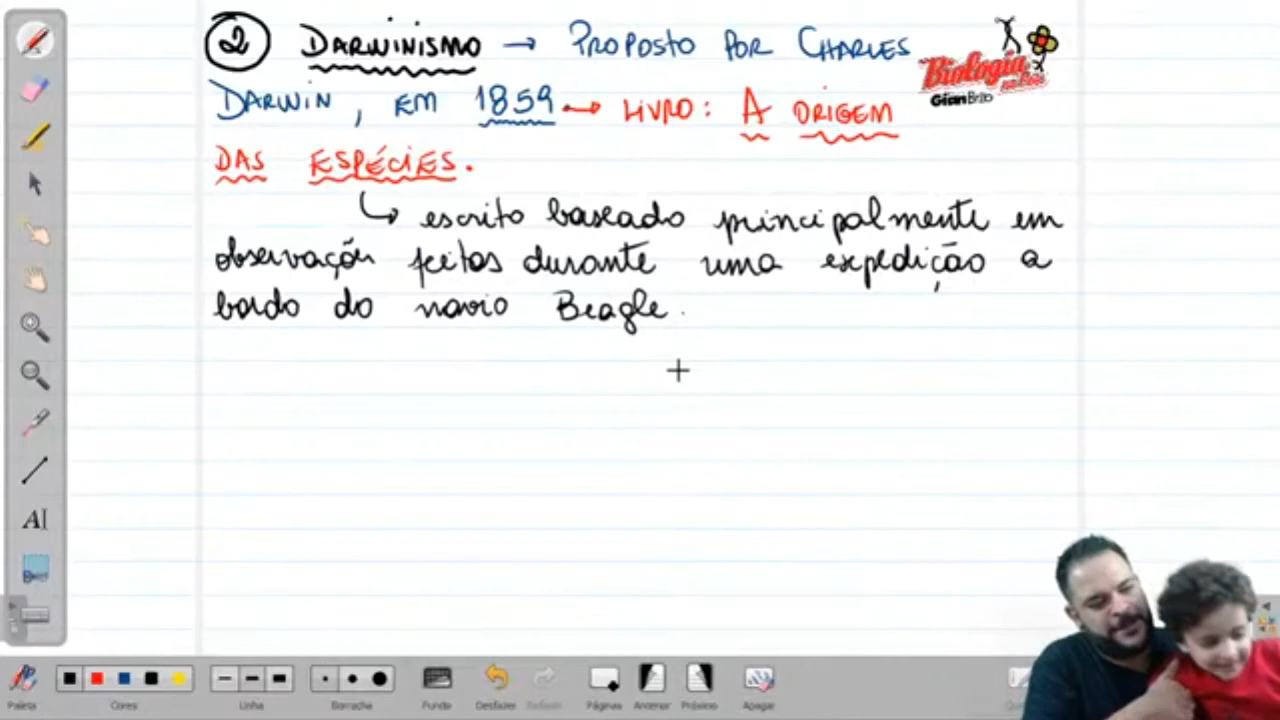 2 DARWINISMO → PROPOSTO POR CHARLES
DARWIN, EM 1859 → LIVRO: A ORIGEM
DAS ESPÉCIES.
↳ escrito baseado principalmente em
observações feitas durante uma expedição a
bordo do navio Beagle.
Biologia
Gian Brito
AI
Paleta
Cores
Linha
Borracha
Fundo
Desfazer
Refazer
Páginas
Anterior
Próximo
Apagar